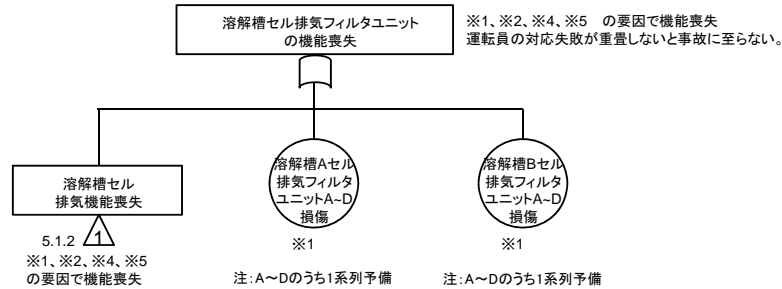 溶解槽セル排気フィルタユニット
の機能喪失
※1、※2、※4、※5　の要因で機能喪失
運転員の対応失敗が重畳しないと事故に至らない。
溶解槽セル
排気機能喪失
5.1.2
1
※1、※2、※4、※5
の要因で機能喪失
溶解槽Aセル
排気フィルタ
ユニットA~D
損傷
※1
注:A～Dのうち1系列予備
溶解槽Bセル
排気フィルタ
ユニットA~D
損傷
※1
注:A～Dのうち1系列予備